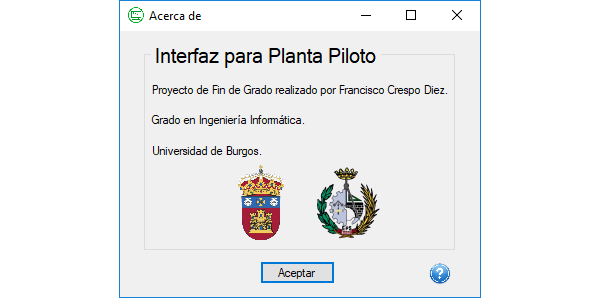 Acerca de
Interfaz para Planta Piloto
Proyecto de Fin de Grado realizado por Francisco Crespo Diez.
Grado en Ingeniería Informática.
Universidad de Burgos.
Aceptar
?